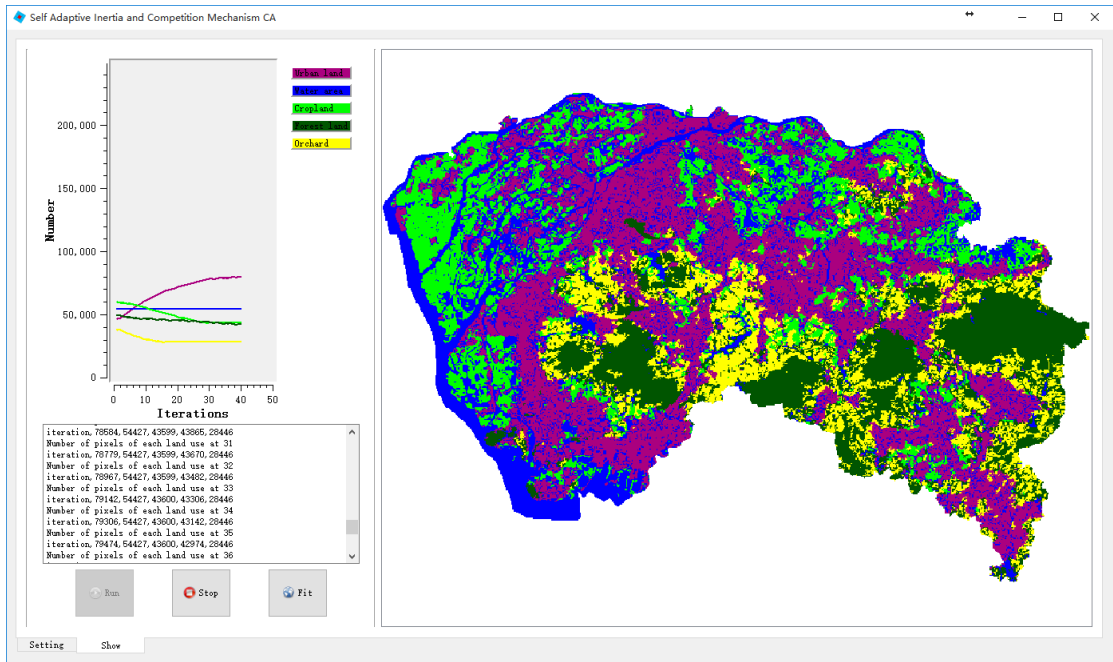 Self Adaptive Inertia and Competition Mechanism CA
Urban land
Water area
Cropland
Forest land
Orchard
200,000
150,000
100,000
50,000
0
Number
0 10 20 30 40 50
Iterations
iteration,78584,54427,43599,43865,28446
Number of pixels of each land use at 31
iteration,78779,54427,43599,43670,28446
Number of pixels of each land use at 32
iteration,78967,54427,43599,43482,28446
Number of pixels of each land use at 33
iteration,79142,54427,43600,43306,28446
Number of pixels of each land use at 34
iteration,79306,54427,43600,43142,28446
Number of pixels of each land use at 35
iteration,79474,54427,43600,42974,28446
Number of pixels of each land use at 36
Run
Stop
Fit
Setting
Show